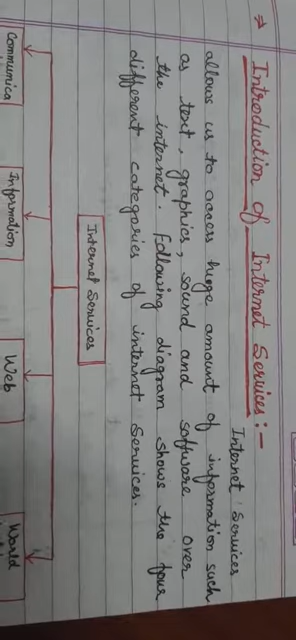 ⇒ Introduction of Internet Services:-
Internet Services
allows us to access huge amount of information such
as text, graphics, sound and software over
the internet. Following diagram shows the four
different categories of internet Services.
Internet Services
Communica
Information
Web
World